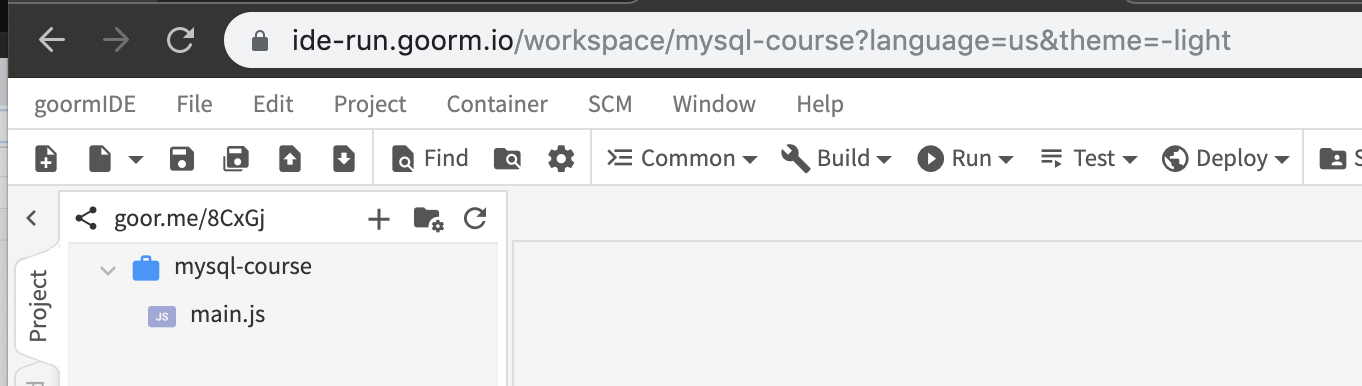 ide-run.goorm.io/workspace/mysql-course?language=us&theme=-light
goormIDE File Edit Project Container SCM Window Help
Find Common Build Run Test Deploy
goor.me/8CxGj
mysql-course
JS main.js
Project